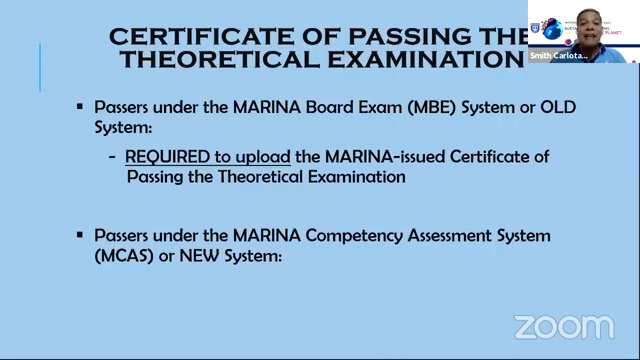 CERTIFICATE OF PASSING THE
THEORETICAL EXAMINATION
PLANET
Smith Carlota...
▪ Passers under the MARINA Board Exam (MBE) System or OLD
System:
- REQUIRED to upload the MARINA-issued Certificate of
Passing the Theoretical Examination
▪ Passers under the MARINA Competency Assessment System
(MCAS) or NEW System:
zoom